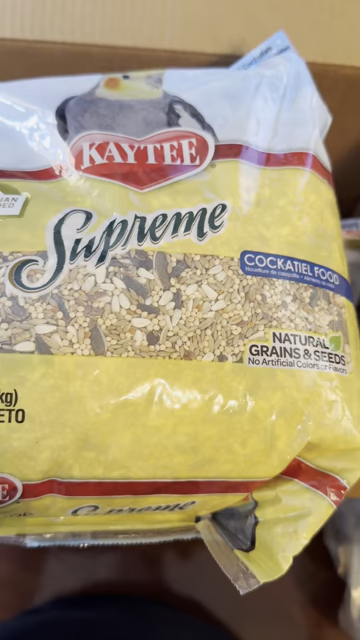 KAYTEE
Supreme
COCKATIEL FOOD
NATURAL
GRAINS & SEEDS
No Artificial Colors or Flavors
kg)
ETO
Supreme